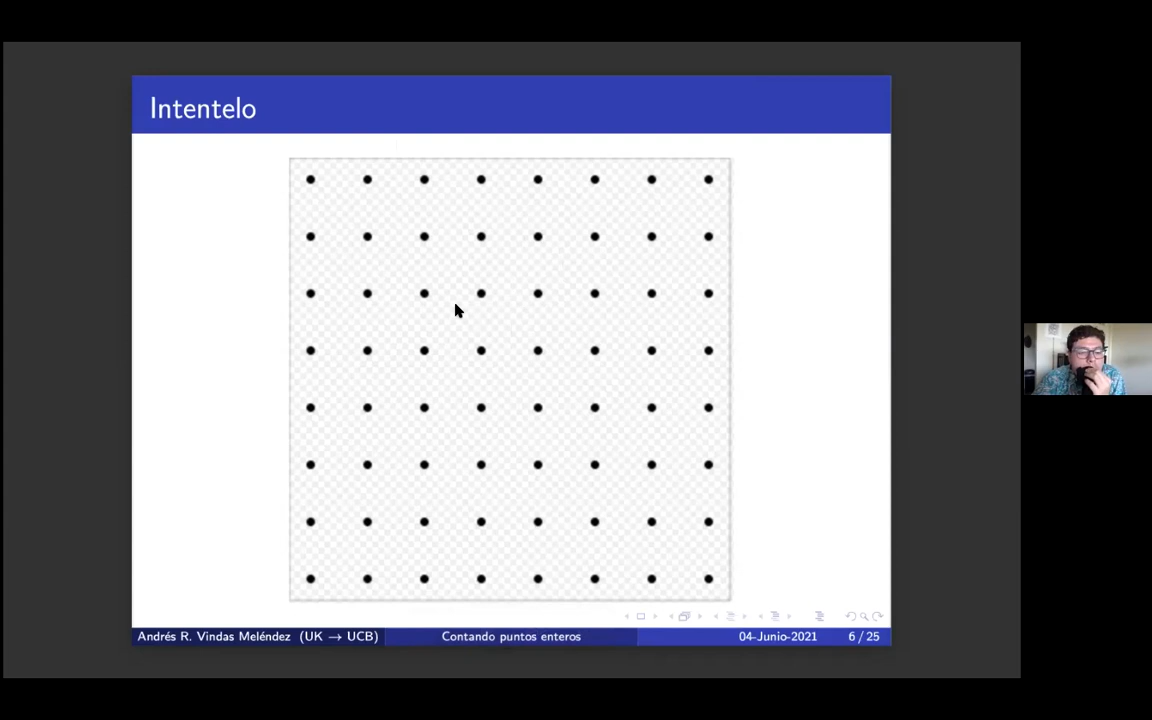 Intentelo
Andrés R. Vindas Meléndez (UK → UCB)
Contando puntos enteros
04-Junio-2021
6 / 25